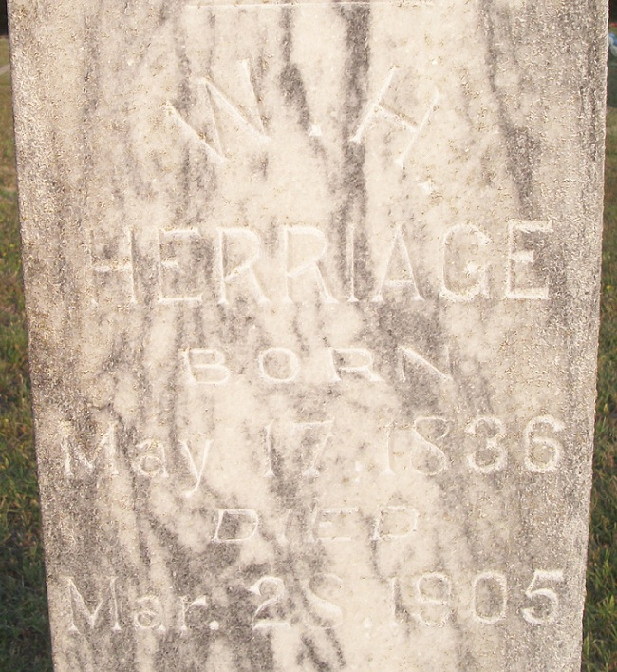 W. H.
HERRIAGE
BORN
May 17, 1836
DIED
Mar. 28, 1905